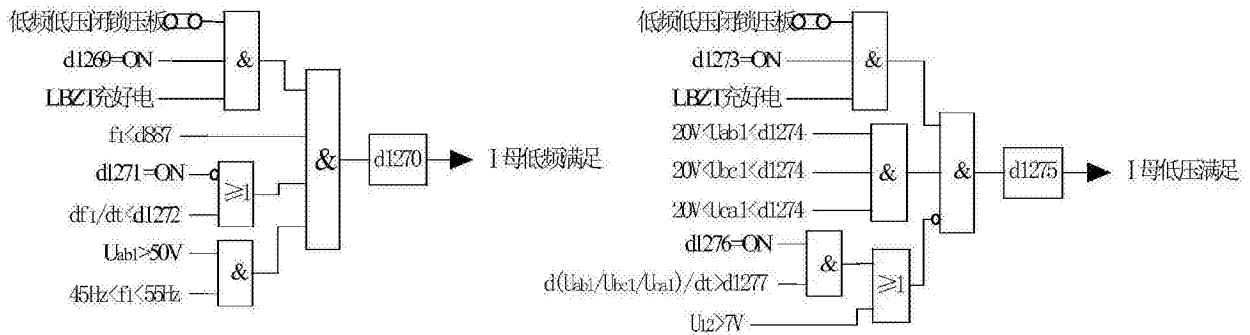 低频低压闭锁压板
d1269=ON
LBZT充好电
&
f1<d887
d1271=ON
≥1
df1/dt<d1272
Uab1>50V
45Hz<f1<55Hz
&
&
d1270
I母低频满足
低频低压闭锁压板
d1273=ON
LBZT充好电
&
20V<Uab1<d1274
20V<Ubc1<d1274
20V<Uca1<d1274
&
d1276=ON
d(Uab1/Ubc1/Uca1)/dt>d1277
&
U12>7V
≥1
&
d1275
I母低压满足